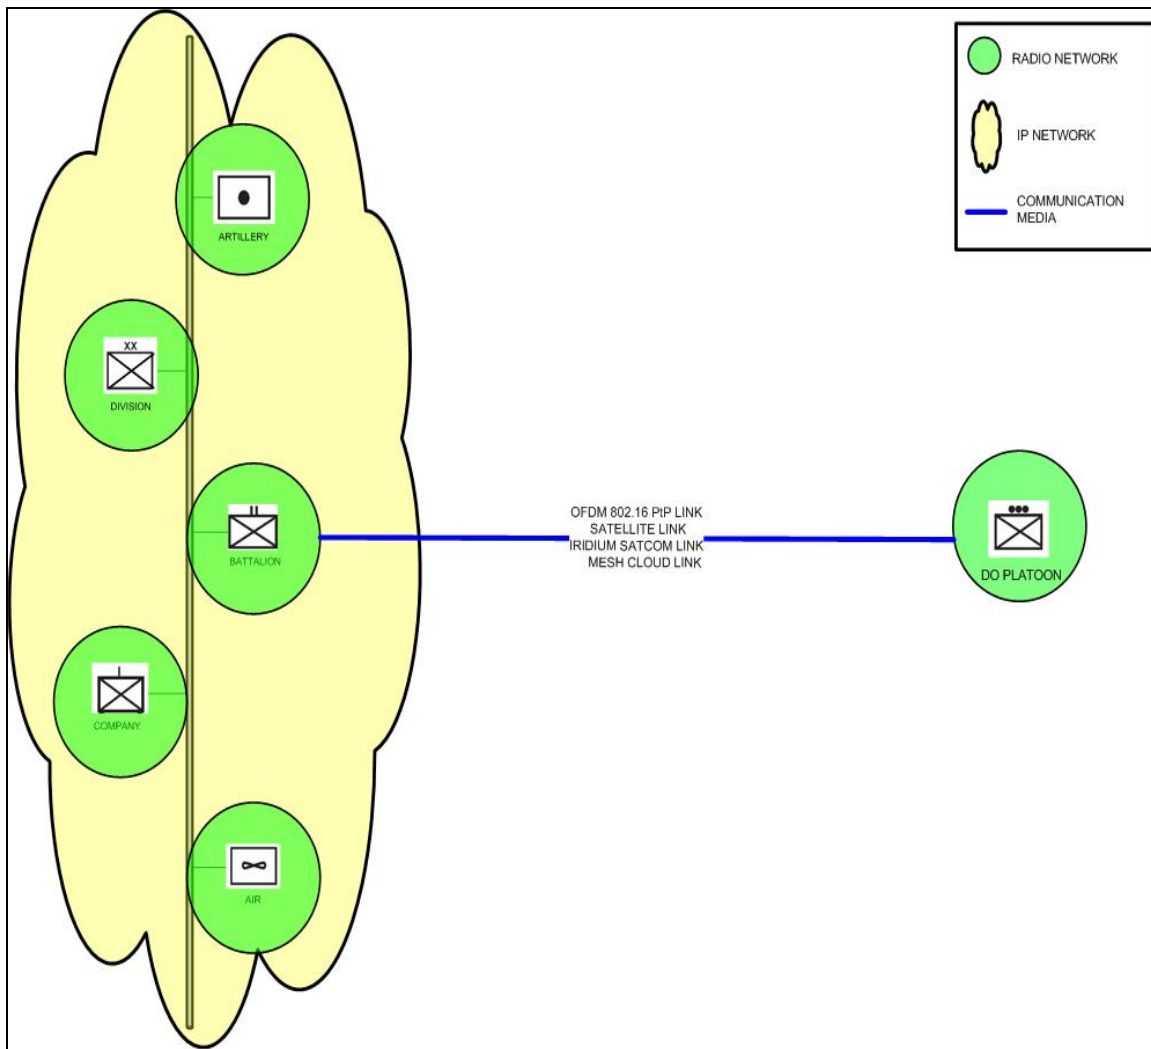 RADIO NETWORK
IP NETWORK
COMMUNICATION
MEDIA
ARTILLERY
XX
DIVISION
II
BATTALION
OFDM 802.16 PtP LINK
SATELLITE LINK
IRIDIUM SATCOM LINK
MESH CLOUD LINK
DO PLATOON
I
COMPANY
AIR